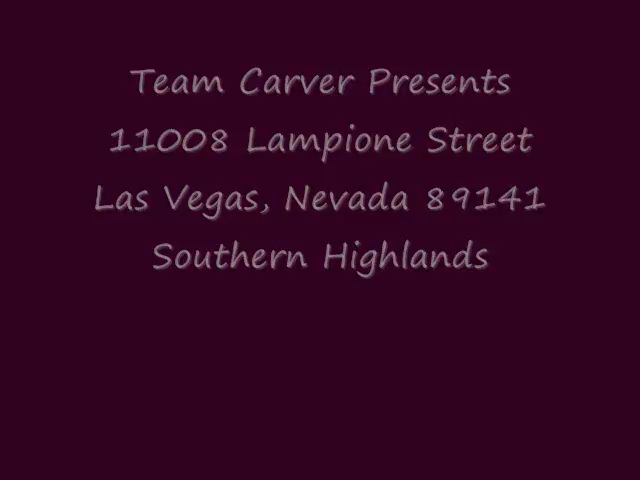 Team Carver Presents
11008 Lampione Street
Las Vegas, Nevada 89141
Southern Highlands